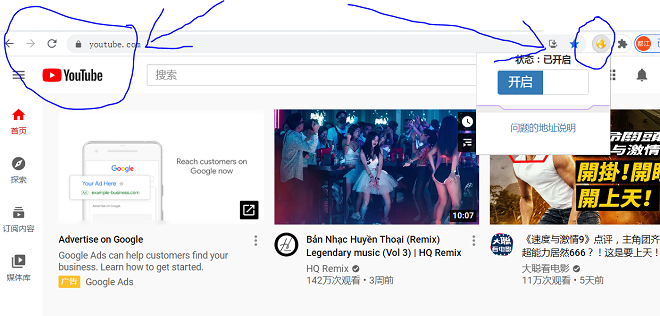 youtube.com
都江
状态：已开启
YouTube
搜索
开启
问题的地址说明
首页
探索
订阅内容
媒体库
Google
Your Ad Here
Ad example-business.com
Reach customers on
Google now
10:07
開掛！開
開上天！
Advertise on Google
Google Ads can help customers find your
business. Learn how to get started.
广告 Google Ads
Bản Nhạc Huyền Thoại (Remix)
Legendary music (Vol 3) | HQ Remix
HQ Remix
142万次观看 • 3周前
大聪看电影
《速度与激情9》点评，主角团齐
超能力居然666？！这是要上天！
大聪看电影
11万次观看 • 5天前